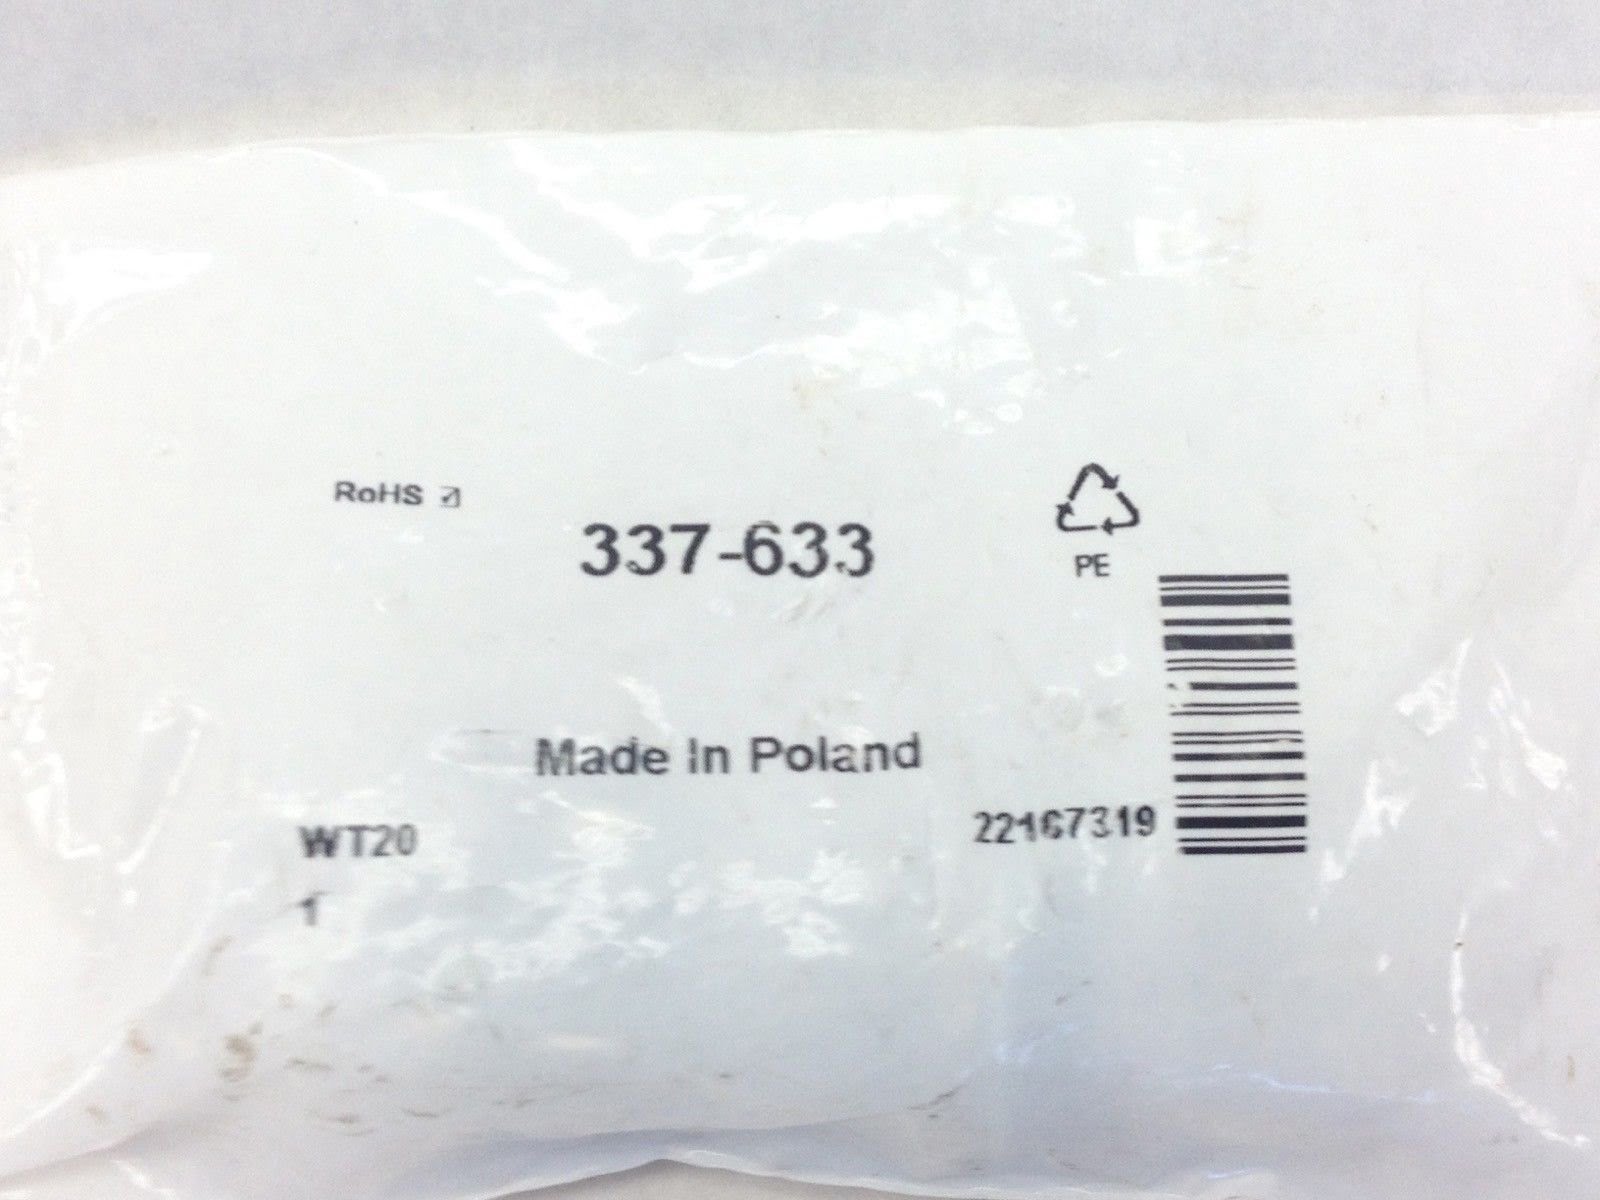 RoHS ☑
337-633
PE
Made In Poland
WT20
22167319
1